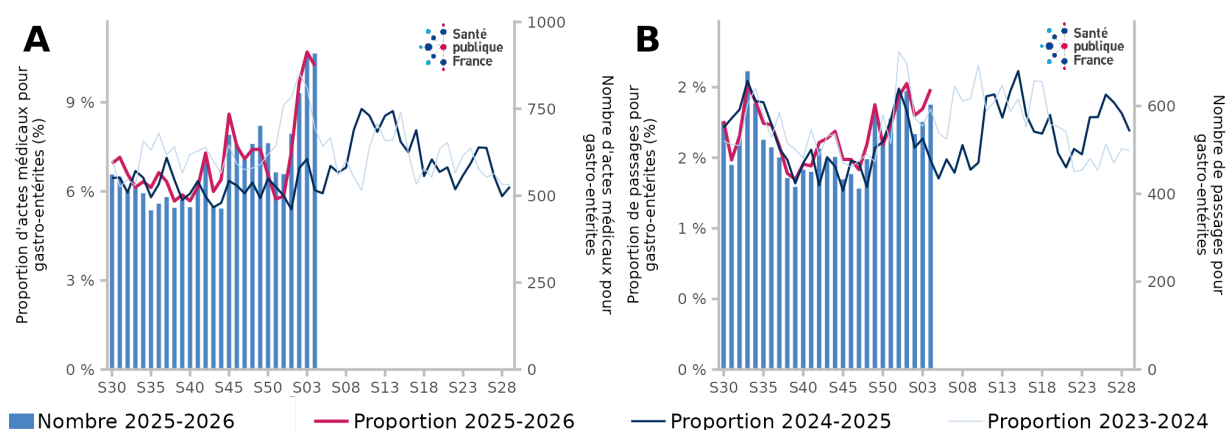 A
Santé
publique
France
Proportion d'actes médicaux pour
gastro-entérites (%)
9 %
6 %
3 %
0 %
1000
750
500
250
0
Nombre d'actes médicaux pour
gastro-entérites
S30 S35 S40 S45 S50 S03 S08 S13 S18 S23 S28
B
Santé
publique
France
Proportion de passages pour
gastro-entérites (%)
2 %
2 %
1 %
0 %
0 %
600
400
200
0
Nombre de passages pour
gastro-entérites
S30 S35 S40 S45 S50 S03 S08 S13 S18 S23 S28
Nombre 2025-2026 Proportion 2025-2026 Proportion 2024-2025 Proportion 2023-2024